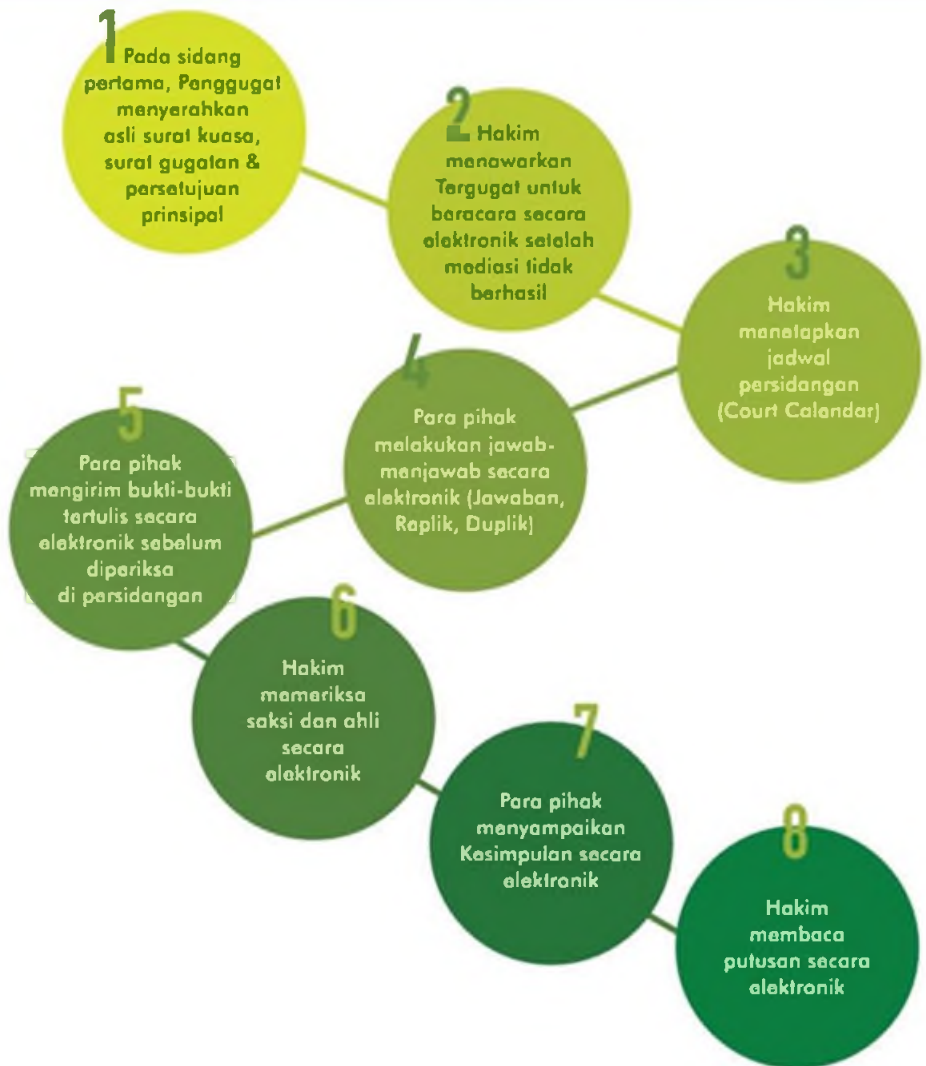 1
Pada sidang
pertama, Penggugat
menyerahkan
asli surat kuasa,
surat gugatan &
persetujuan
prinsipal
2
Hakim
menawarkan
Tergugat untuk
beracara secara
elektronik setelah
mediasi tidak
berhasil
3
Hakim
menetapkan
jadwal
persidangan
(Court Calendar)
4
Para pihak
melakukan jawab-
menjawab secara
elektronik (Jawaban,
Replik, Duplik)
5
Para pihak
mengirim bukti-bukti
tertulis secara
elektronik sebelum
diperiksa
di persidangan
6
Hakim
memeriksa
saksi dan ahli
secara
elektronik
7
Para pihak
menyampaikan
Kesimpulan secara
elektronik
8
Hakim
membaca
putusan secara
elektronik